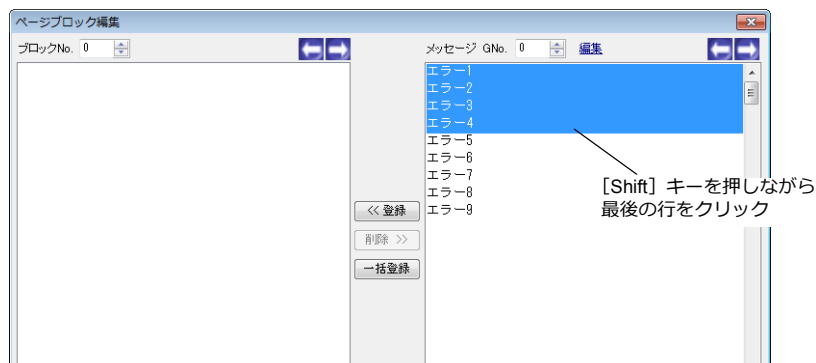 ページブロック編集
ブロックNo. 0
メッセージ GNo. 0 編集
エラー1
エラー2
エラー3
エラー4
エラー5
エラー6
エラー7
エラー8
エラー9
<< 登録
削除 >>
一括登録
［Shift］キーを押しながら
最後の行をクリック